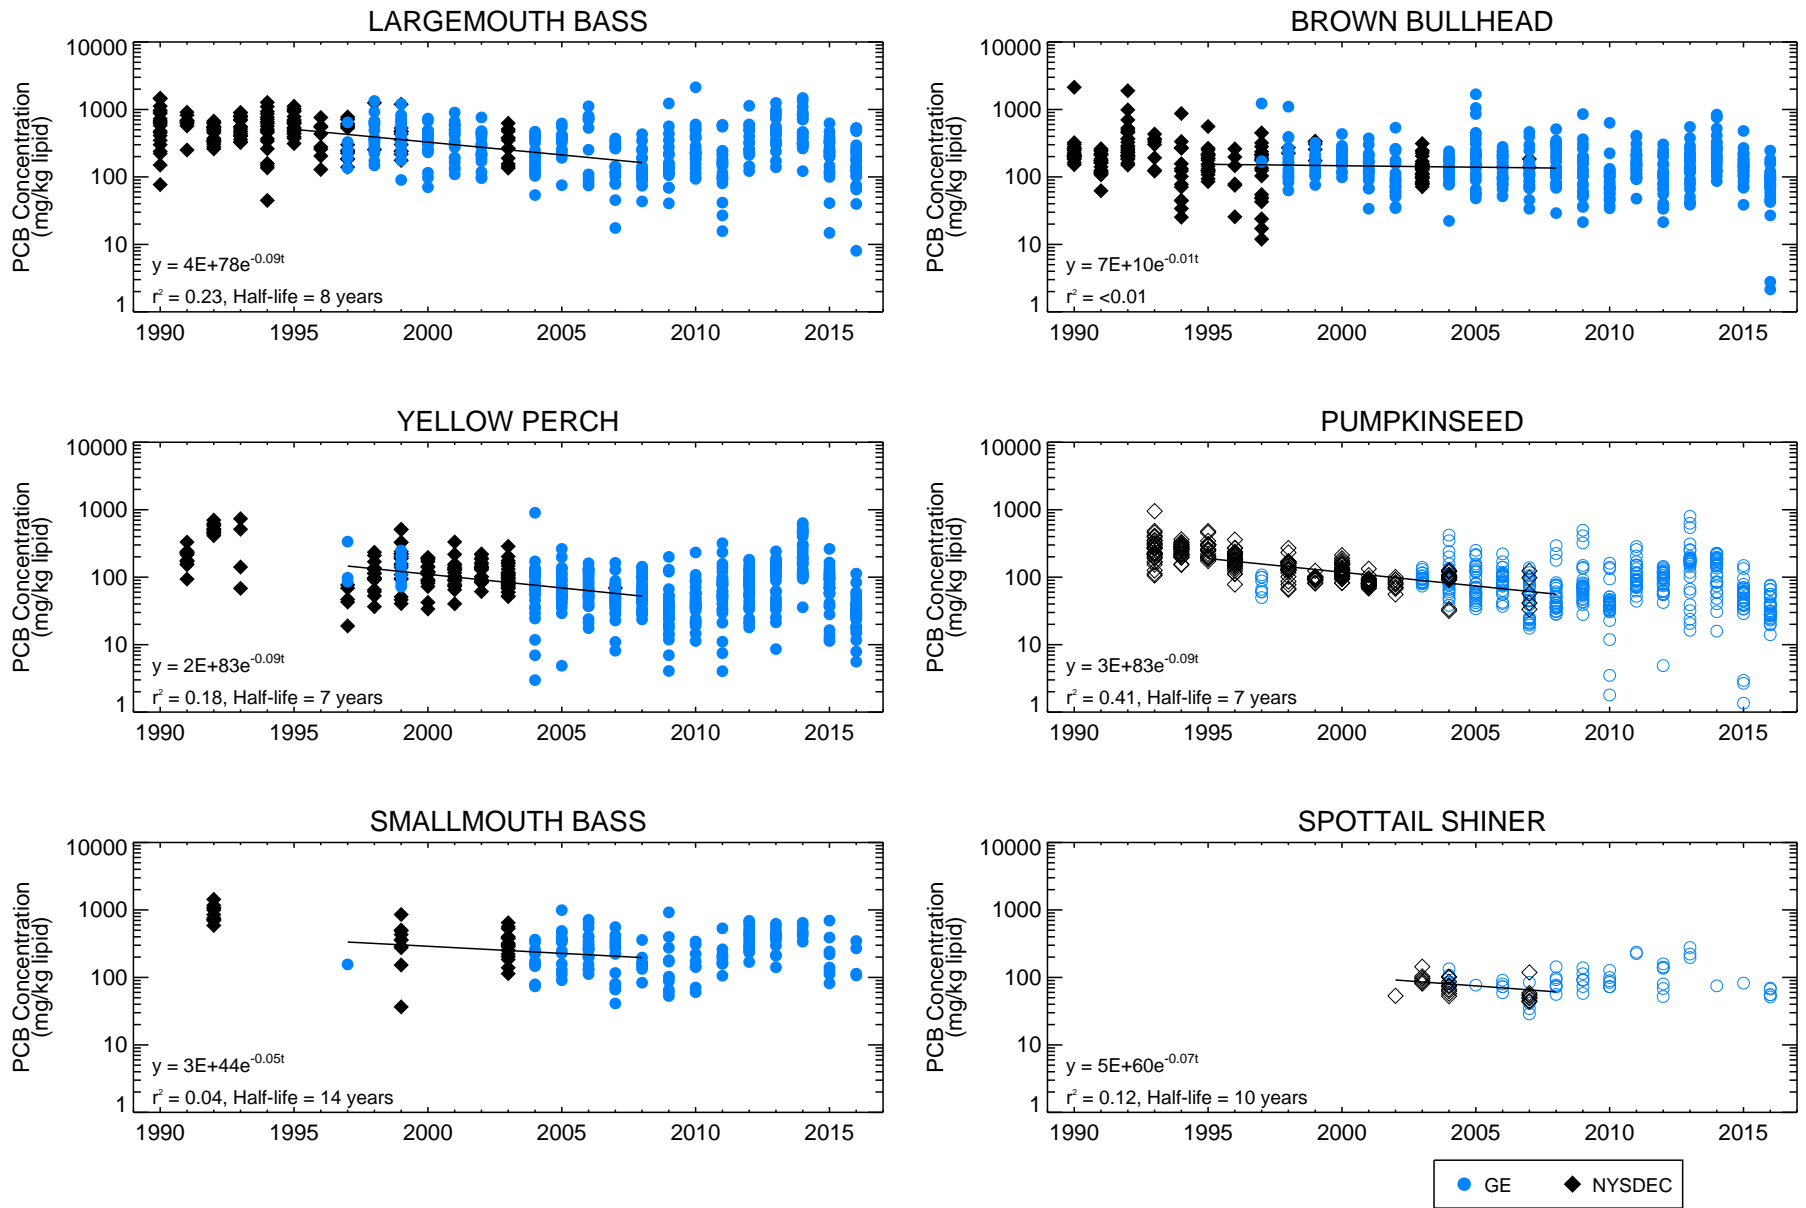 LARGEMOUTH BASS
PCB Concentration
(mg/kg lipid)
10000
1000
100
10
1
y = 4E+78e^-0.09t
r² = 0.23, Half-life = 8 years
1990 1995 2000 2005 2010 2015
BROWN BULLHEAD
PCB Concentration
(mg/kg lipid)
10000
1000
100
10
1
y = 7E+10e^-0.01t
r² = <0.01
1990 1995 2000 2005 2010 2015
YELLOW PERCH
PCB Concentration
(mg/kg lipid)
10000
1000
100
10
1
y = 2E+83e^-0.09t
r² = 0.18, Half-life = 7 years
1990 1995 2000 2005 2010 2015
PUMPKINSEED
PCB Concentration
(mg/kg lipid)
10000
1000
100
10
1
y = 3E+83e^-0.09t
r² = 0.41, Half-life = 7 years
1990 1995 2000 2005 2010 2015
SMALLMOUTH BASS
PCB Concentration
(mg/kg lipid)
10000
1000
100
10
1
y = 3E+44e^-0.05t
r² = 0.04, Half-life = 14 years
1990 1995 2000 2005 2010 2015
SPOTTAIL SHINER
PCB Concentration
(mg/kg lipid)
10000
1000
100
10
1
y = 5E+60e^-0.07t
r² = 0.12, Half-life = 10 years
1990 1995 2000 2005 2010 2015
GE NYSDEC